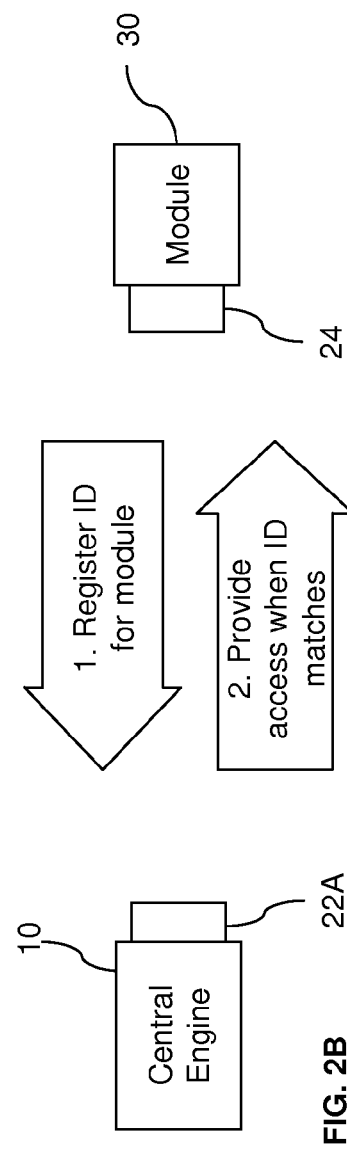 10
Central
Engine
22A
1. Register ID
for module
2. Provide
access when ID
matches
30
Module
24
FIG. 2B